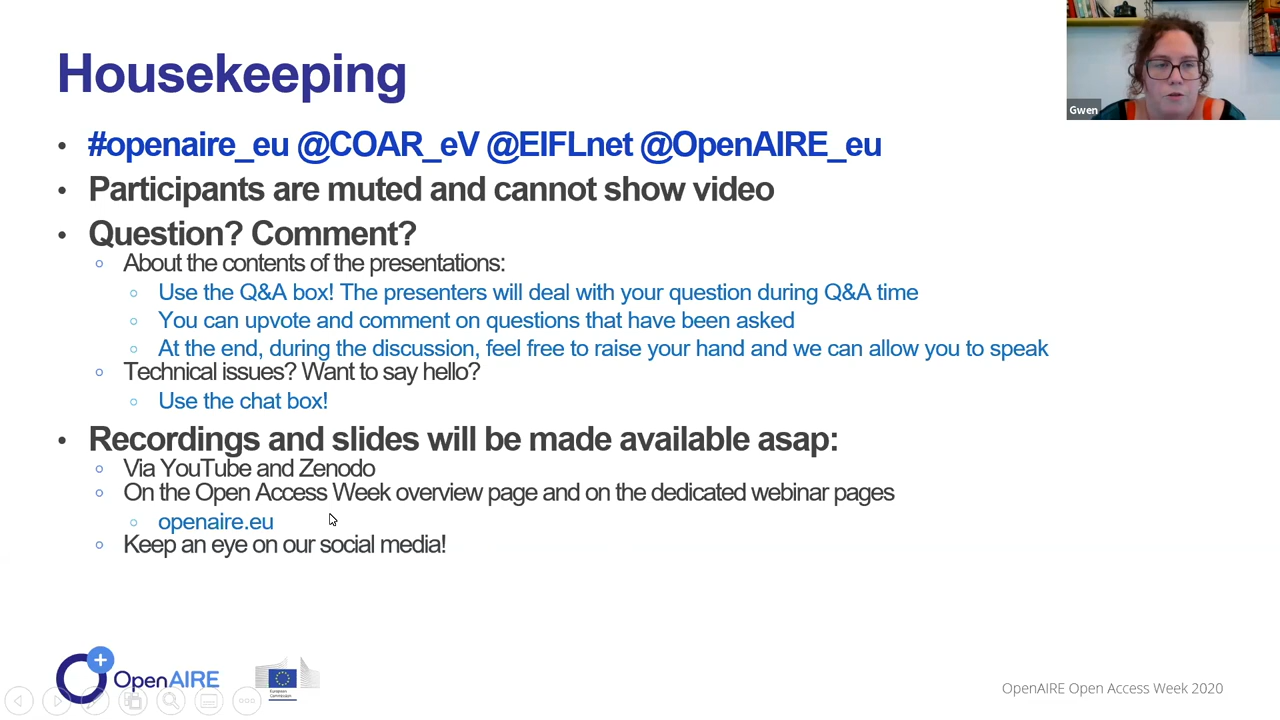 Housekeeping
Gwen
• #openaire_eu @COAR_eV @EIFLnet @OpenAIRE_eu
• Participants are muted and cannot show video
• Question? Comment?
About the contents of the presentations:
Use the Q&A box! The presenters will deal with your question during Q&A time
You can upvote and comment on questions that have been asked
At the end, during the discussion, feel free to raise your hand and we can allow you to speak
Technical issues? Want to say hello?
Use the chat box!
• Recordings and slides will be made available asap:
Via YouTube and Zenodo
On the Open Access Week overview page and on the dedicated webinar pages
openaire.eu
Keep an eye on our social media!
OpenAIRE
European
Commission
OpenAIRE Open Access Week 2020